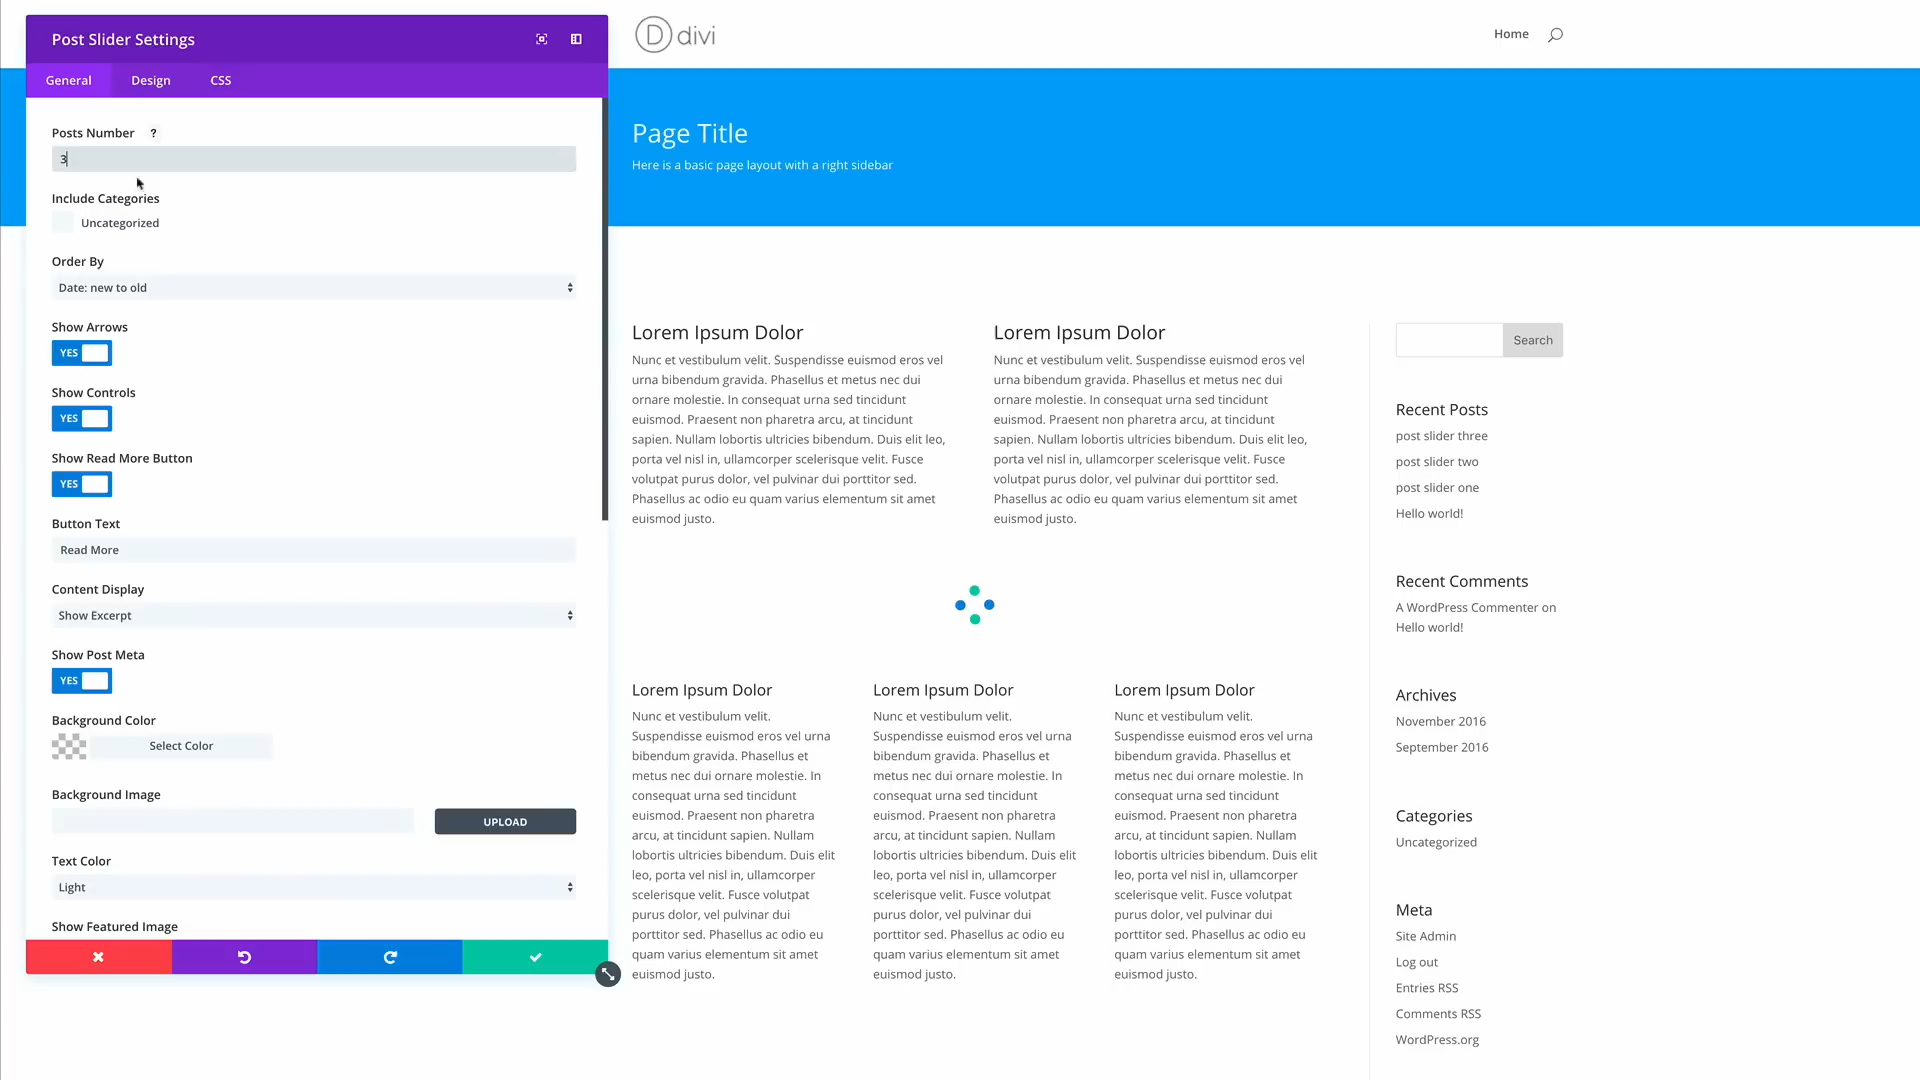 Post Slider Settings
General
Design
CSS
Posts Number ?
3
Include Categories
Uncategorized
Order By
Date: new to old
Show Arrows
YES
Show Controls
YES
Show Read More Button
YES
Button Text
Read More
Content Display
Show Excerpt
Show Post Meta
YES
Background Color
Select Color
Background Image
UPLOAD
Text Color
Light
Show Featured Image
D divi
Home
Page Title
Here is a basic page layout with a right sidebar
Lorem Ipsum Dolor
Nunc et vestibulum velit. Suspendisse euismod eros vel
urna bibendum gravida. Phasellus et metus nec dui
ornare molestie. In consequat urna sed tincidunt
euismod. Praesent non pharetra arcu, at tincidunt
sapien. Nullam lobortis ultricies bibendum. Duis elit leo,
porta vel nisl in, ullamcorper scelerisque velit. Fusce
volutpat purus dolor, vel pulvinar dui porttitor sed.
Phasellus ac odio eu quam varius elementum sit amet
euismod justo.
Lorem Ipsum Dolor
Nunc et vestibulum velit. Suspendisse euismod eros vel
urna bibendum gravida. Phasellus et metus nec dui
ornare molestie. In consequat urna sed tincidunt
euismod. Praesent non pharetra arcu, at tincidunt
sapien. Nullam lobortis ultricies bibendum. Duis elit leo,
porta vel nisl in, ullamcorper scelerisque velit. Fusce
volutpat purus dolor, vel pulvinar dui porttitor sed.
Phasellus ac odio eu quam varius elementum sit amet
euismod justo.
Lorem Ipsum Dolor
Nunc et vestibulum velit.
Suspendisse euismod eros vel urna
bibendum gravida. Phasellus et
metus nec dui ornare molestie. In
consequat urna sed tincidunt
euismod. Praesent non pharetra
arcu, at tincidunt sapien. Nullam
lobortis ultricies bibendum. Duis elit
leo, porta vel nisl in, ullamcorper
scelerisque velit. Fusce volutpat
purus dolor, vel pulvinar dui
porttitor sed. Phasellus ac odio eu
quam varius elementum sit amet
euismod justo.
Lorem Ipsum Dolor
Nunc et vestibulum velit.
Suspendisse euismod eros vel urna
bibendum gravida. Phasellus et
metus nec dui ornare molestie. In
consequat urna sed tincidunt
euismod. Praesent non pharetra
arcu, at tincidunt sapien. Nullam
lobortis ultricies bibendum. Duis elit
leo, porta vel nisl in, ullamcorper
scelerisque velit. Fusce volutpat
purus dolor, vel pulvinar dui
porttitor sed. Phasellus ac odio eu
quam varius elementum sit amet
euismod justo.
Lorem Ipsum Dolor
Nunc et vestibulum velit.
Suspendisse euismod eros vel urna
bibendum gravida. Phasellus et
metus nec dui ornare molestie. In
consequat urna sed tincidunt
euismod. Praesent non pharetra
arcu, at tincidunt sapien. Nullam
lobortis ultricies bibendum. Duis elit
leo, porta vel nisl in, ullamcorper
scelerisque velit. Fusce volutpat
purus dolor, vel pulvinar dui
porttitor sed. Phasellus ac odio eu
quam varius elementum sit amet
euismod justo.
Search
Recent Posts
post slider three
post slider two
post slider one
Hello world!
Recent Comments
A WordPress Commenter on
Hello world!
Archives
November 2016
September 2016
Categories
Uncategorized
Meta
Site Admin
Log out
Entries RSS
Comments RSS
WordPress.org